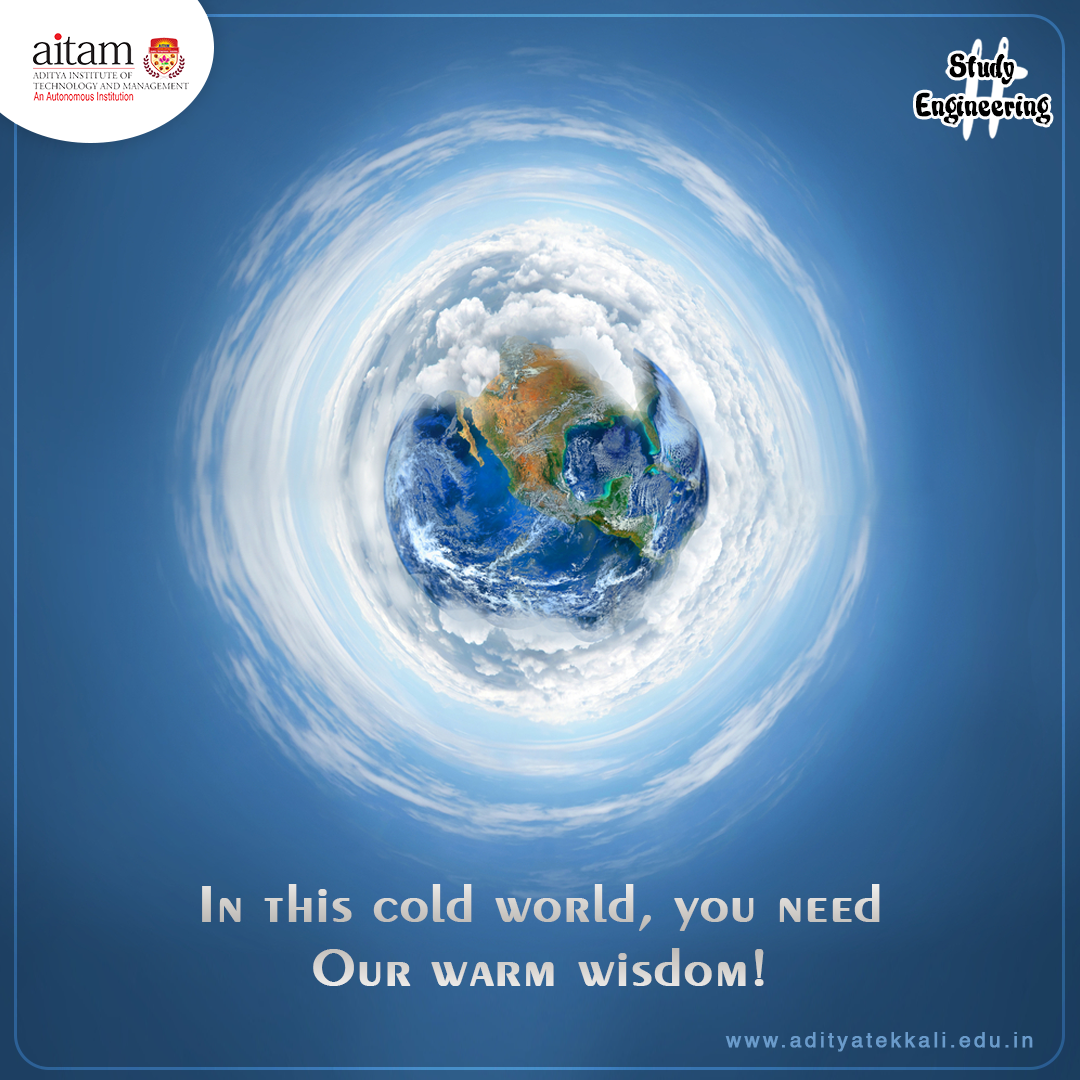 aitam
ADITYA INSTITUTE OF
TECHNOLOGY AND MANAGEMENT
An Autonomous Institution
#
Study
Engineering
In this cold world, you need
Our warm wisdom!
www.adityatekkali.edu.in